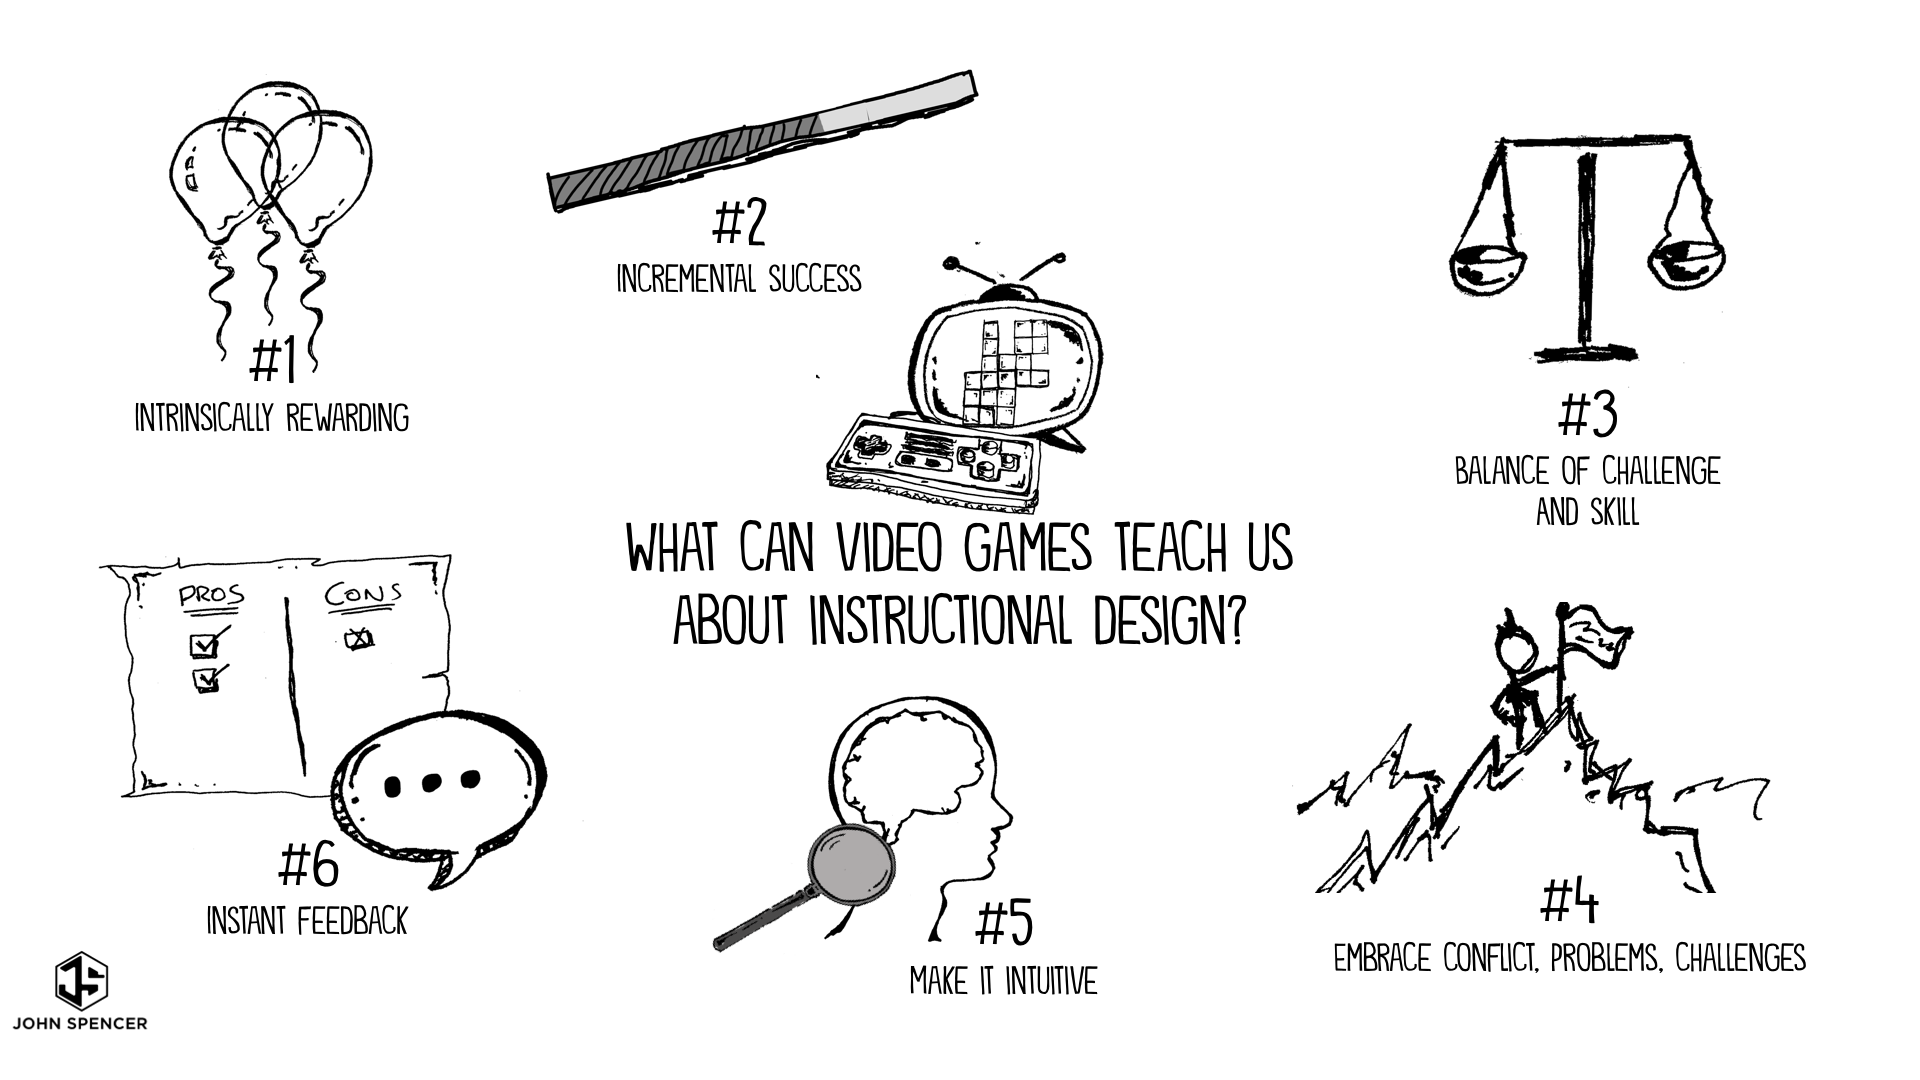 #1
INTRINSICALLY REWARDING
#2
INCREMENTAL SUCCESS
#3
BALANCE OF CHALLENGE
AND SKILL
WHAT CAN VIDEO GAMES TEACH US
ABOUT INSTRUCTIONAL DESIGN?
PROS CONS
#6
INSTANT FEEDBACK
#5
MAKE IT INTUITIVE
#4
EMBRACE CONFLICT, PROBLEMS, CHALLENGES
JS
JOHN SPENCER